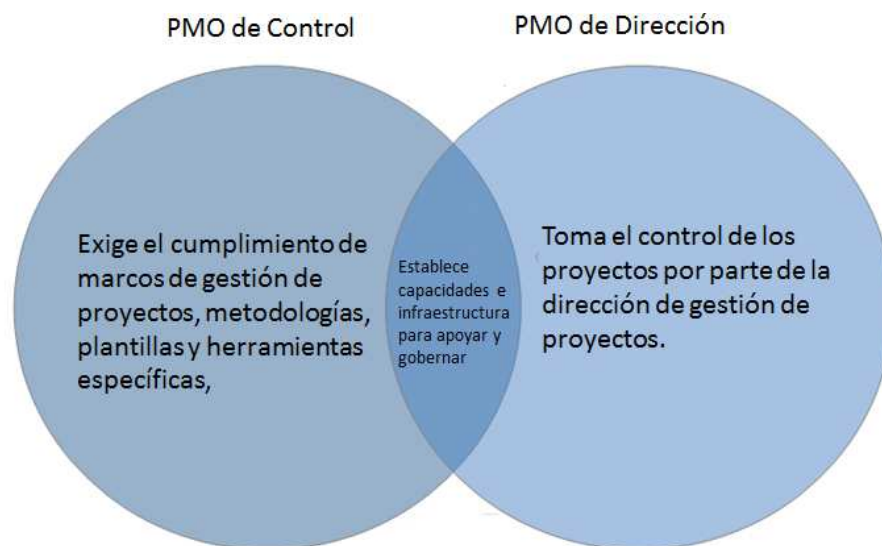 PMO de Control
PMO de Dirección
Exige el cumplimiento de
marcos de gestión de
proyectos, metodologías,
plantillas y herramientas
específicas,
Establece
capacidades e
infraestructura
para apoyar y
gobernar
Toma el control de los
proyectos por parte de la
dirección de gestión de
proyectos.